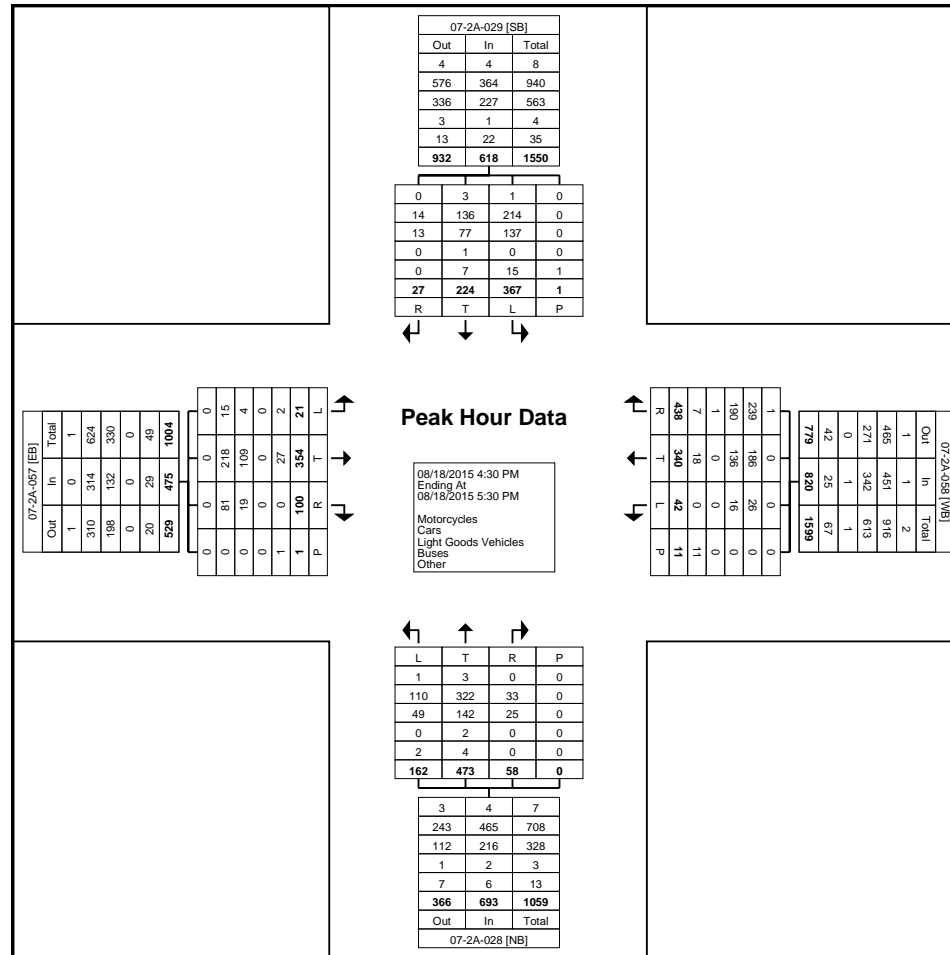 07-2A-029 [SB]
Out In Total
4 4 8
576 364 940
336 227 563
3 1 4
13 22 35
932 618 1550
0 3 1 0
14 136 214 0
13 77 137 0
0 1 0 0
0 7 15 1
27 224 367 1
R T L P
L T R P
21 354 100 1
2 27 0 1
0 0 0 0
4 109 19 0
15 218 81 0
0 0 0 0
1004 475 529
49 29 20
0 0 0
330 132 198
624 314 310
1 0 1
Total In Out
07-2A-057 [EB]
Peak Hour Data
08/18/2015 4:30 PM
Ending At
08/18/2015 5:30 PM
Motorcycles
Cars
Light Goods Vehicles
Buses
Other
07-2A-058 [WB]
Out In Total
1 1 2
465 451 916
271 342 613
0 1 1
42 25 67
779 820 1599
1 0 0 0
239 186 26 0
190 136 16 0
1 0 0 0
7 18 0 11
438 340 42 11
R T L P
L T R P
1 3 0 0
110 322 33 0
49 142 25 0
0 2 0 0
2 4 0 0
162 473 58 0
3 4 7
243 465 708
112 216 328
1 2 3
7 6 13
366 693 1059
Out In Total
07-2A-028 [NB]